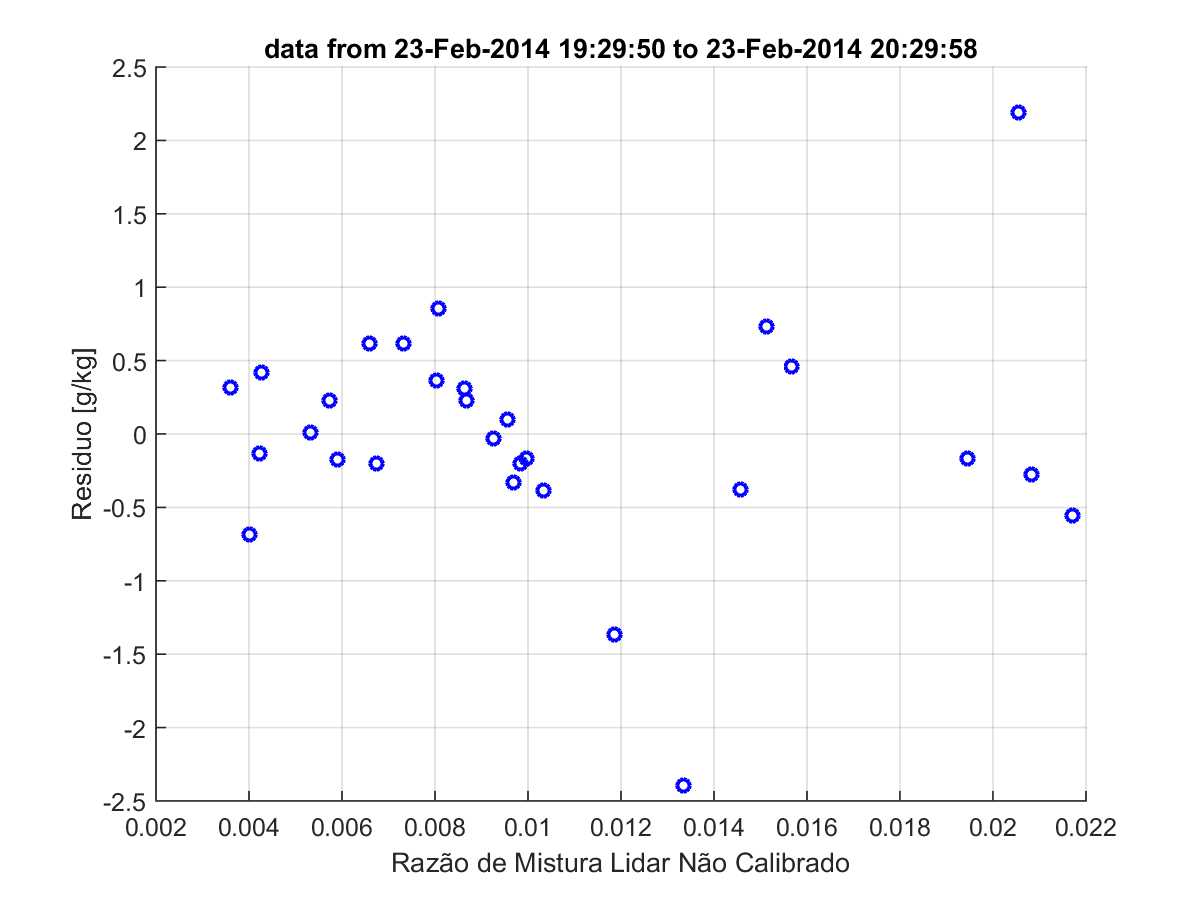 data from 23-Feb-2014 19:29:50 to 23-Feb-2014 20:29:58
2.5
2
1.5
1
0.5
0
-0.5
-1
-1.5
-2
-2.5
Residuo [g/kg]
0.002 0.004 0.006 0.008 0.01 0.012 0.014 0.016 0.018 0.02 0.022
Razão de Mistura Lidar Não Calibrado